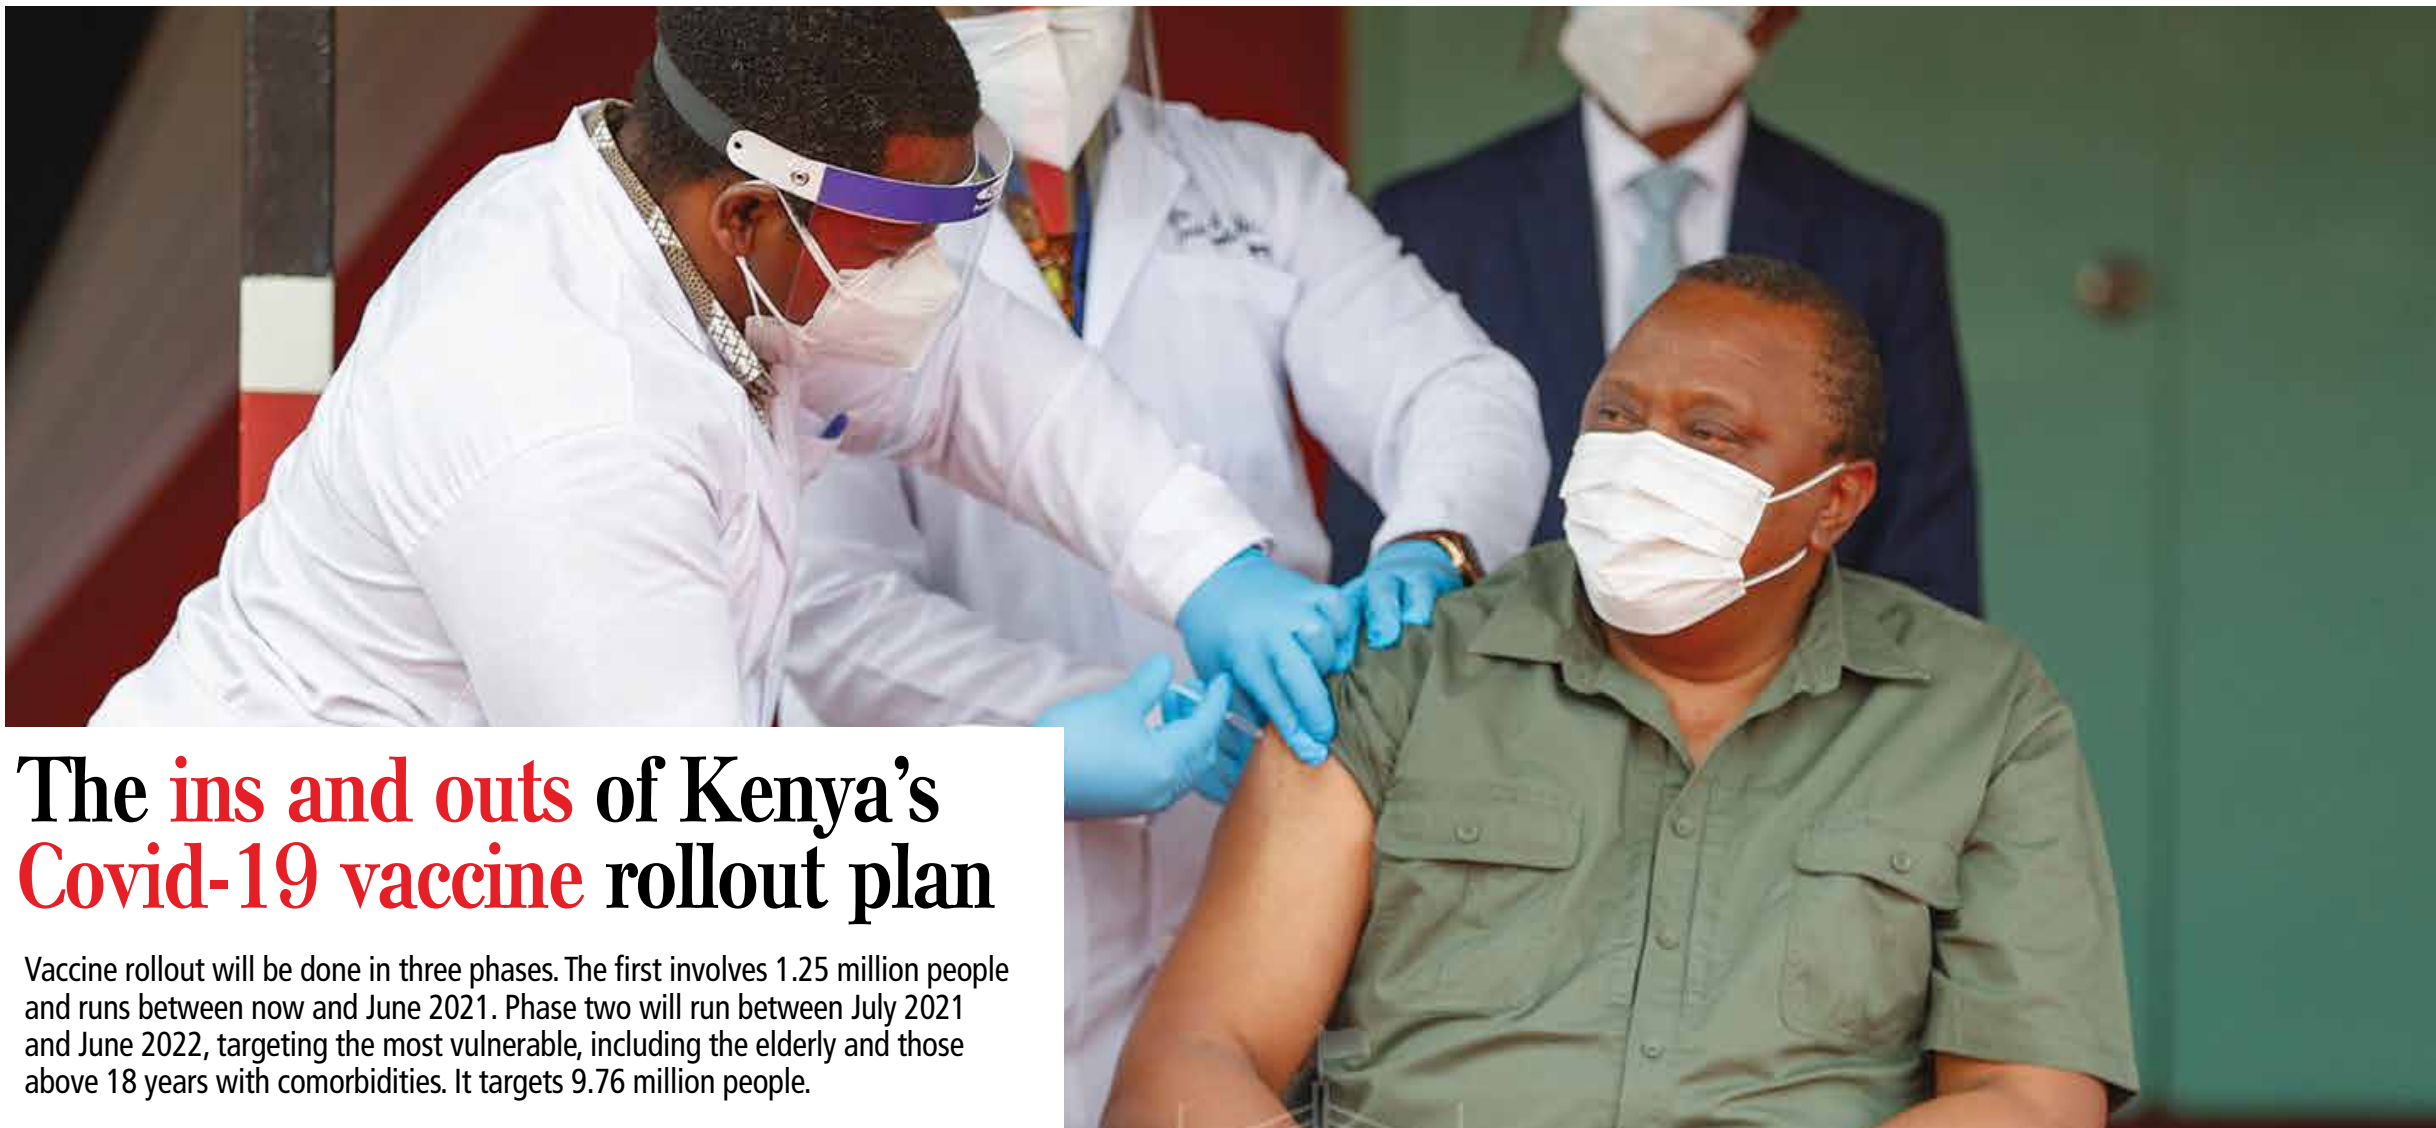 The ins and outs of Kenya's
Covid-19 vaccine rollout plan
Vaccine rollout will be done in three phases. The first involves 1.25 million people
and runs between now and June 2021. Phase two will run between July 2021
and June 2022, targeting the most vulnerable, including the elderly and those
above 18 years with comorbidities. It targets 9.76 million people.